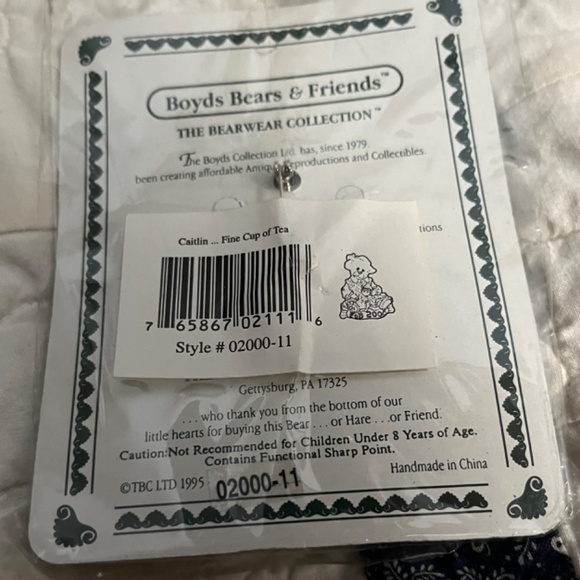 Boyds Bears & Friends™
THE BEARWEAR COLLECTION™
The Boyds Collection Ltd. has, since 1979
been creating affordable Antique Reproductions and Collectibles.
tions
Caitlin ... Fine Cup of Tea
7 65867 02111 6
Style # 02000-11
Gettysburg, PA 17325
. . . who thank you from the bottom of our
little hearts for buying this Bear . . . or Hare . . . or Friend.
Caution:Not Recommended for Children Under 8 Years of Age.
Contains Functional Sharp Point.
Handmade in China
©TBC LTD 1995 02000-11